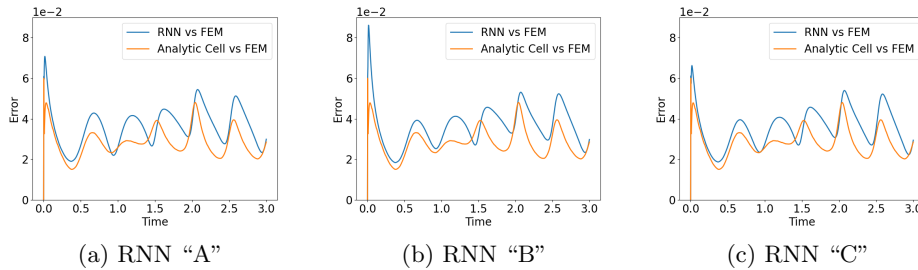 1e−2
RNN vs FEM
Analytic Cell vs FEM
8
6
4
2
0
Error
0.0 0.5 1.0 1.5 2.0 2.5 3.0
Time
(a) RNN “A”
1e−2
RNN vs FEM
Analytic Cell vs FEM
8
6
4
2
0
Error
0.0 0.5 1.0 1.5 2.0 2.5 3.0
Time
(b) RNN “B”
1e−2
RNN vs FEM
Analytic Cell vs FEM
8
6
4
2
0
Error
0.0 0.5 1.0 1.5 2.0 2.5 3.0
Time
(c) RNN “C”